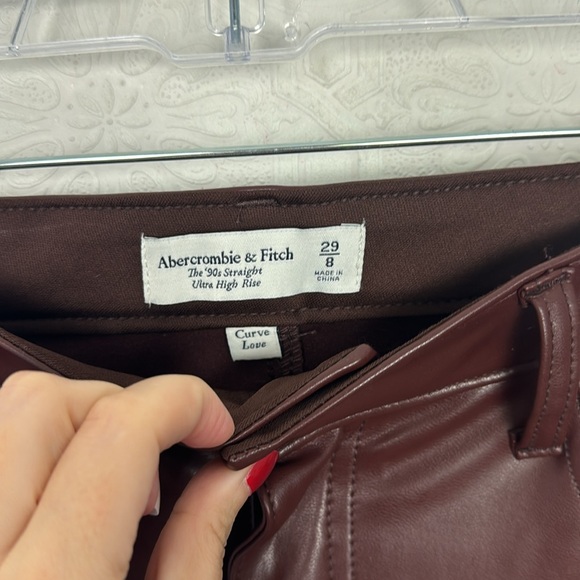 Abercrombie & Fitch
The '90s Straight
Ultra High Rise
29
8
MADE IN
CHINA
Curve
Love